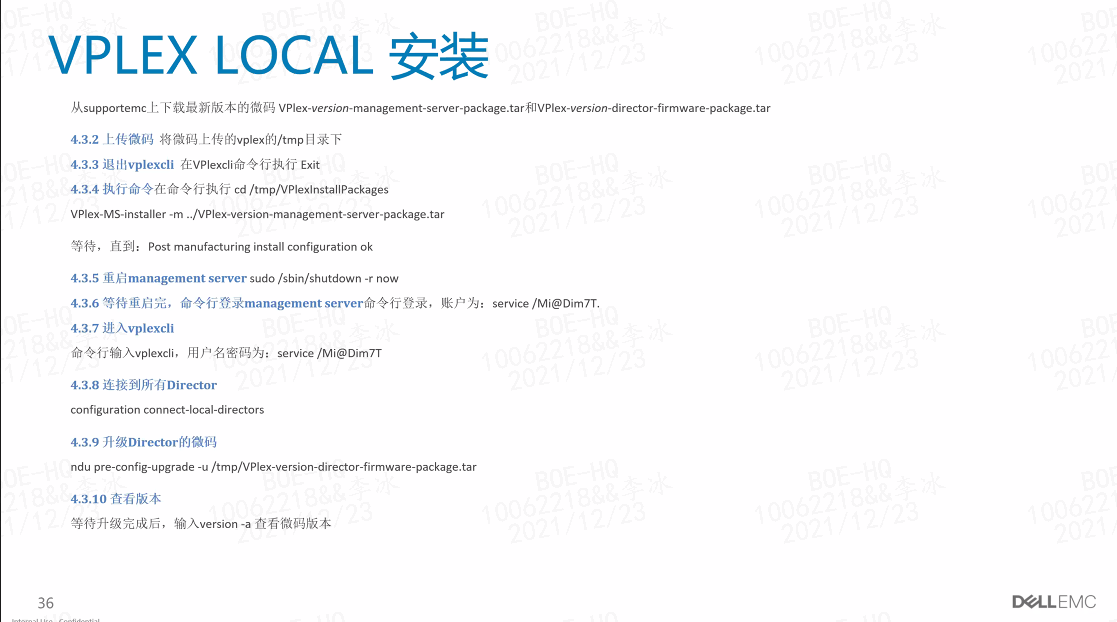 VPLEX LOCAL 安装
从supportemc上下载最新版本的微码 VPlex-version-management-server-package.tar和VPlex-version-director-firmware-package.tar
4.3.2 上传微码 将微码上传的vplex的/tmp目录下
4.3.3 退出vplexcli 在VPlexcli命令行执行 Exit
4.3.4 执行命令在命令行执行 cd /tmp/VPlexInstallPackages
VPlex-MS-installer -m ../VPlex-version-management-server-package.tar
等待，直到：Post manufacturing install configuration ok
4.3.5 重启management server sudo /sbin/shutdown -r now
4.3.6 等待重启完，命令行登录management server命令行登录，账户为：service /Mi@Dim7T.
4.3.7 进入vplexcli
命令行输入vplexcli，用户名密码为：service /Mi@Dim7T
4.3.8 连接到所有Director
configuration connect-local-directors
4.3.9 升级Director的微码
ndu pre-config-upgrade -u /tmp/VPlex-version-director-firmware-package.tar
4.3.10 查看版本
等待升级完成后，输入version -a 查看微码版本
36
DELLEMC
Internal Use - Confidential
BOE-HQ
10062218&&李冰
2021/12/23